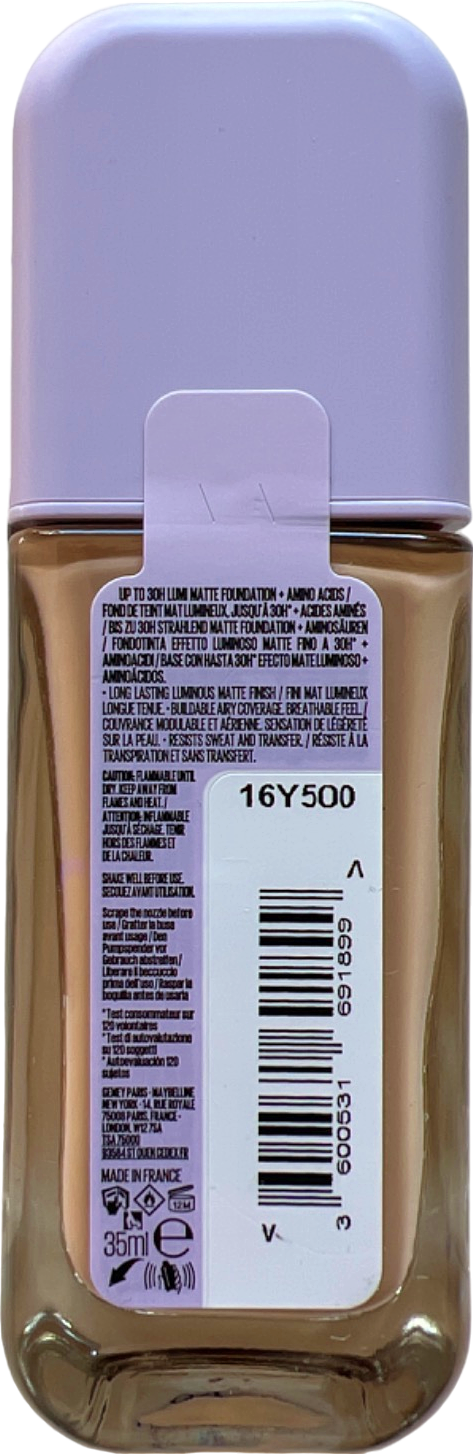 UP TO 30H LUMI MATTE FOUNDATION + AMINO ACIDS /
FOND DE TEINT MAT LUMINEUX, JUSQU'À 30H* + ACIDES AMINÉS
/ BIS ZU 30H STRAHLEND MATTE FOUNDATION + AMINOSÄUREN
/ FONDOTINTA EFFETTO LUMINOSO MATTE FINO A 30H* +
AMINOACIDI / BASE CON HASTA 30H* EFECTO MATE LUMINOSO +
AMINOÁCIDOS.
• LONG LASTING LUMINOUS MATTE FINISH / FINI MAT LUMINEUX
LONGUE TENUE. • BUILDABLE AIRY COVERAGE. BREATHABLE FEEL. /
COUVRANCE MODULABLE ET AÉRIENNE. SENSATION DE LÉGÈRETÉ
SUR LA PEAU. • RESISTS SWEAT AND TRANSFER. / RÉSISTE À LA
TRANSPIRATION ET SANS TRANSFERT.
CAUTION: FLAMMABLE UNTIL
DRY. KEEP AWAY FROM
FLAMES AND HEAT. /
ATTENTION: INFLAMMABLE
JUSQU'À SÉCHAGE. TENIR
HORS DES FLAMMES ET
DE LA CHALEUR.
SHAKE WELL BEFORE USE.
SECOUEZ AVANT UTILISATION.
Scrape the nozzle before
use / Gratter la buse
avant usage / Den
Pumpspender vor
Gebrauch abstreifen /
Liberare il beccuccio
prima dell'uso / Raspar la
boquilla antes de usarla
*Test consommateur sur
120 volontaires
*Test di autovalutazione
su 120 soggetti
*Autoevaluación 120
sujetos
GEMEY PARIS - MAYBELLINE
NEW YORK - 14, RUE ROYALE
75008 PARIS, FRANCE -
LONDON, W12 7SA
TSA 75000
93584 ST OUEN CEDEX.FR
MADE IN FRANCE
12M
35ml e
16Y500
3 600531 691899